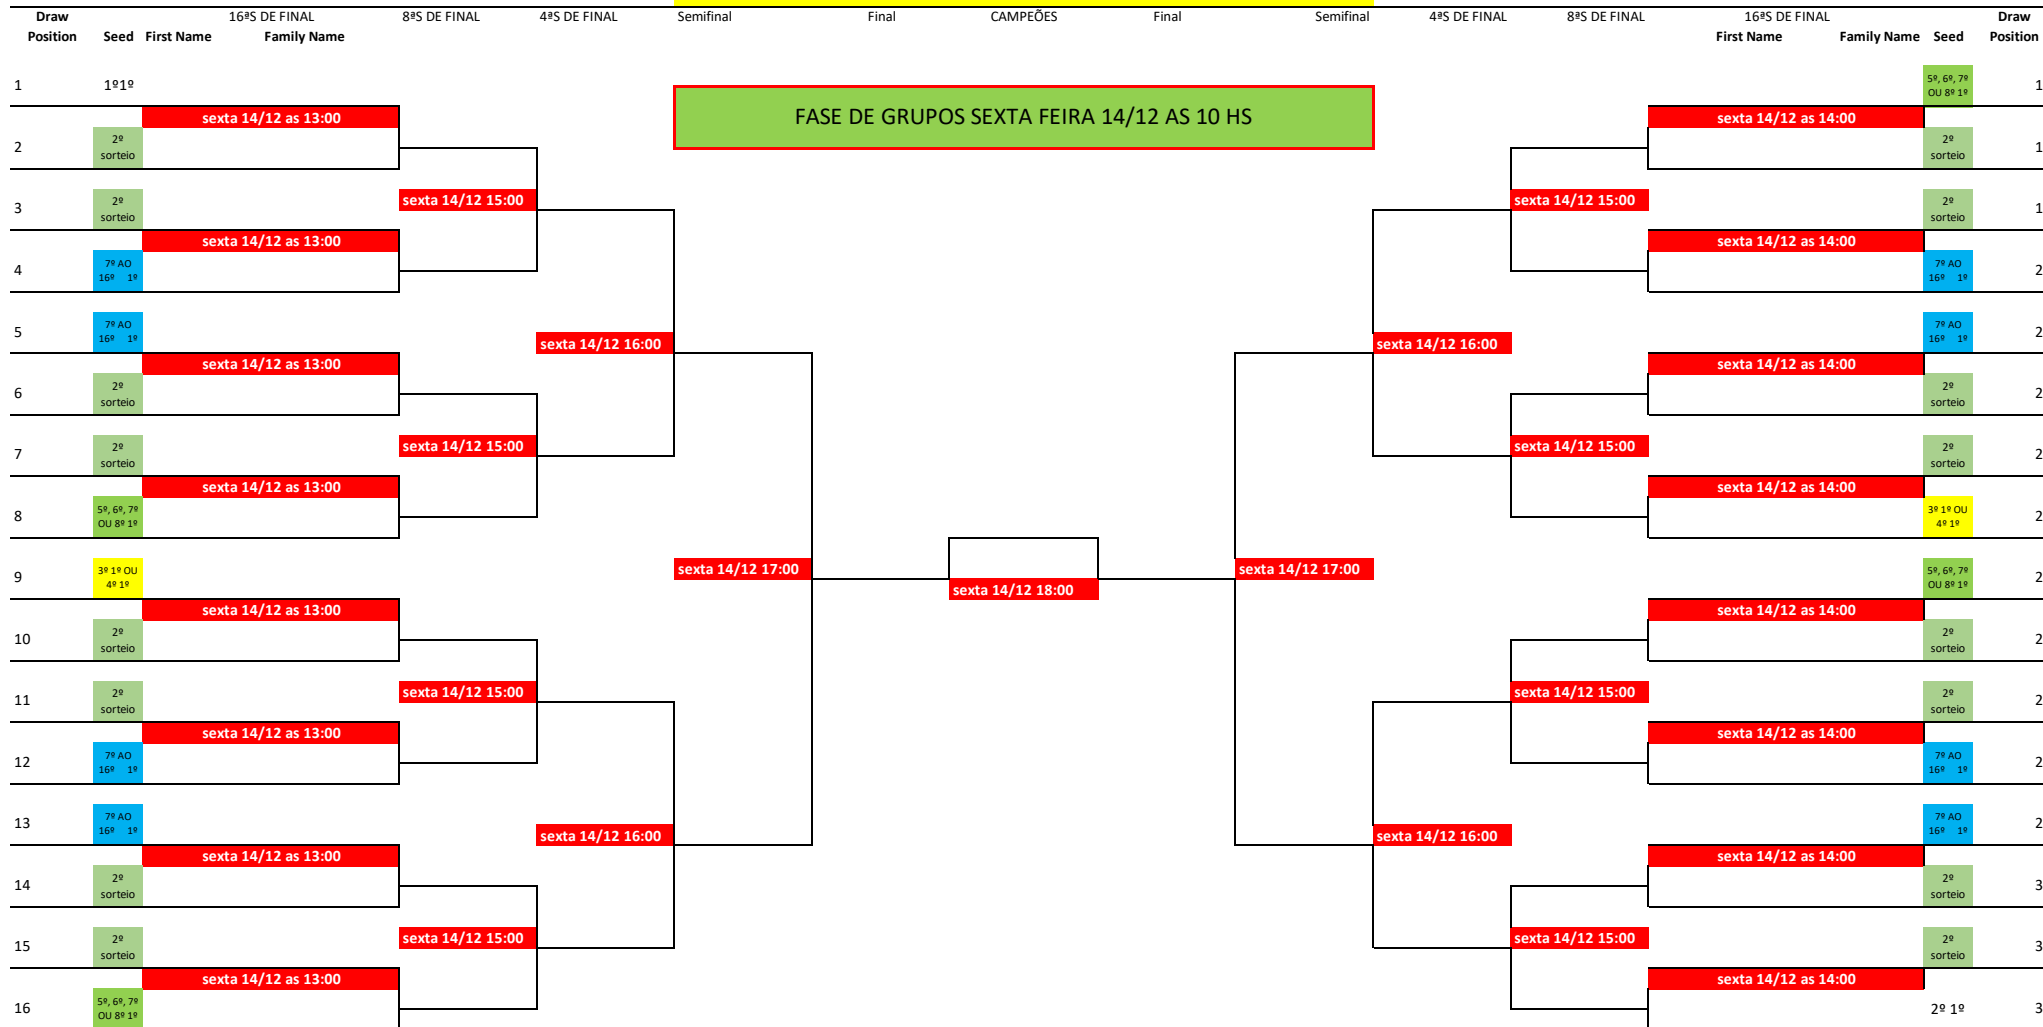 Draw 16ªS DE FINAL 8ªS DE FINAL 4ªS DE FINAL Semifinal Final CAMPEÕES Final Semifinal 4ªS DE FINAL 8ªS DE FINAL 16ªS DE FINAL Draw
Position Seed First Name Family Name First Name Family Name Seed Position
1 1º1º 5º, 6º, 7º OU 8º 1º 1
FASE DE GRUPOS SEXTA FEIRA 14/12 AS 10 HS
sexta 14/12 as 13:00 sexta 14/12 as 14:00
2 2º sorteio 2º sorteio 1
sexta 14/12 15:00 sexta 14/12 15:00
3 2º sorteio 2º sorteio 1
sexta 14/12 as 13:00 sexta 14/12 as 14:00
4 7º AO 16º 1º 7º AO 16º 1º 2
5 7º AO 16º 1º 7º AO 16º 1º 2
sexta 14/12 16:00 sexta 14/12 16:00
sexta 14/12 as 13:00 sexta 14/12 as 14:00
6 2º sorteio 2º sorteio 2
sexta 14/12 15:00 sexta 14/12 15:00
7 2º sorteio 2º sorteio 2
sexta 14/12 as 13:00 sexta 14/12 as 14:00
8 5º, 6º, 7º OU 8º 1º 3º 1º OU 4º 1º 2
sexta 14/12 17:00 sexta 14/12 17:00
9 3º 1º OU 4º 1º 5º, 6º, 7º OU 8º 1º 2
sexta 14/12 18:00
sexta 14/12 as 13:00 sexta 14/12 as 14:00
10 2º sorteio 2º sorteio 2
sexta 14/12 15:00 sexta 14/12 15:00
11 2º sorteio 2º sorteio 2
sexta 14/12 as 13:00 sexta 14/12 as 14:00
12 7º AO 16º 1º 7º AO 16º 1º 2
13 7º AO 16º 1º 7º AO 16º 1º 2
sexta 14/12 16:00 sexta 14/12 16:00
sexta 14/12 as 13:00 sexta 14/12 as 14:00
14 2º sorteio 2º sorteio 3
sexta 14/12 15:00 sexta 14/12 15:00
15 2º sorteio 2º sorteio 3
sexta 14/12 as 13:00 sexta 14/12 as 14:00
16 5º, 6º, 7º OU 8º 1º 2º 1º 3